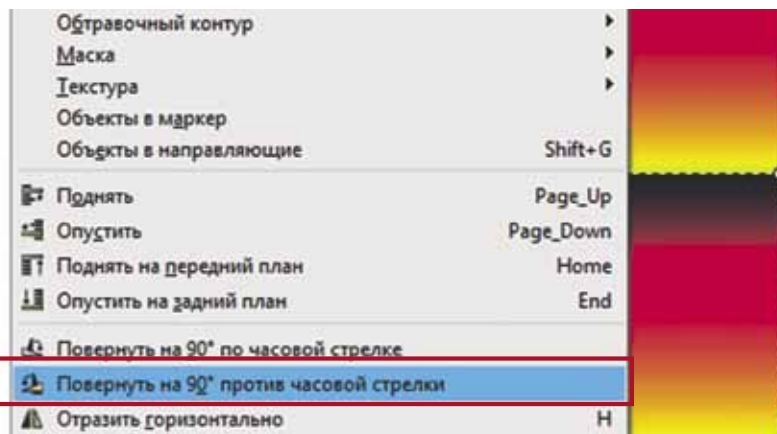 Обтравочный контур
Маска
Текстура
Объекты в маркер
Объекты в направляющие Shift+G
Поднять Page_Up
Опустить Page_Down
Поднять на передний план Home
Опустить на задний план End
Повернуть на 90° по часовой стрелке
Повернуть на 90° против часовой стрелки
Отразить горизонтально H